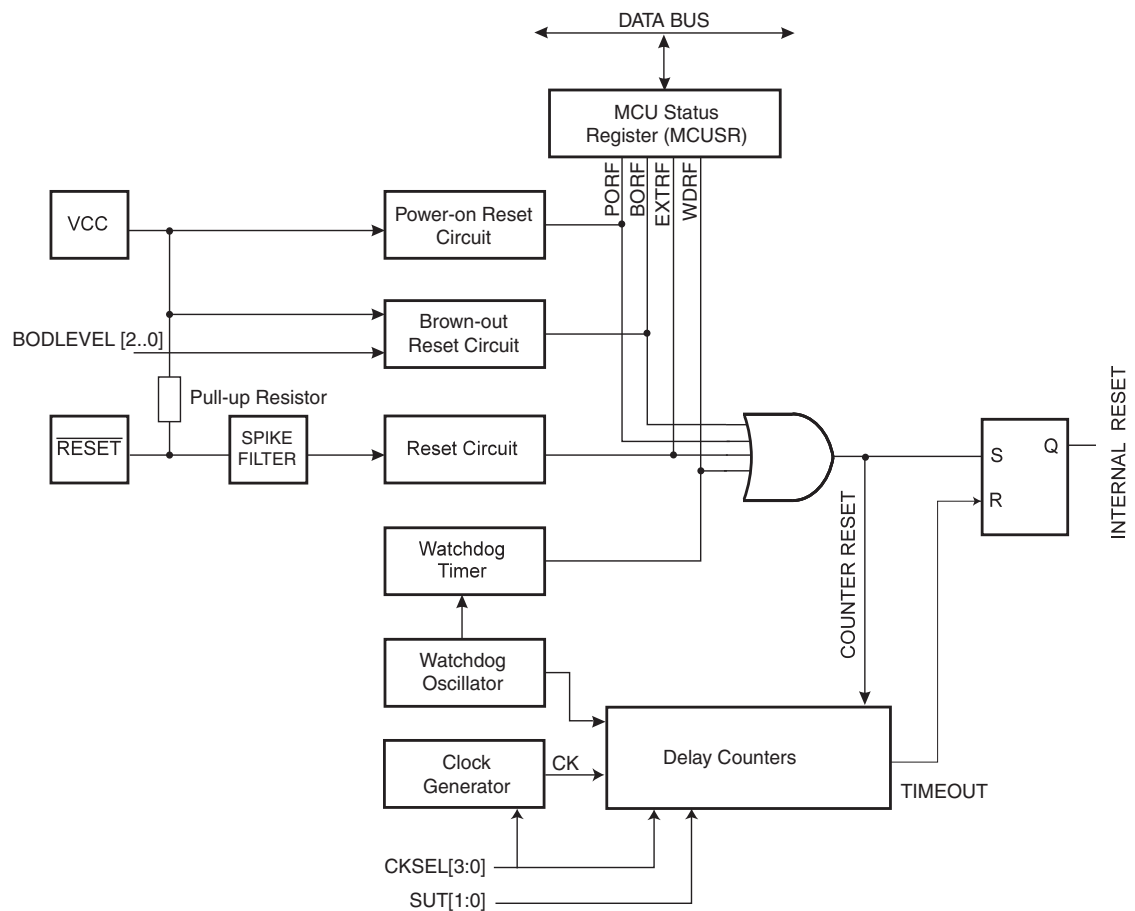 DATA BUS
MCU Status
Register (MCUSR)
PORF
BORF
EXTRF
WDRF
VCC
Power-on Reset
Circuit
BODLEVEL [2..0]
Brown-out
Reset Circuit
Pull-up Resistor
RESET
SPIKE
FILTER
Reset Circuit
S
Q
R
INTERNAL RESET
COUNTER RESET
Watchdog
Timer
Watchdog
Oscillator
Clock
Generator
CK
Delay Counters
TIMEOUT
CKSEL[3:0]
SUT[1:0]